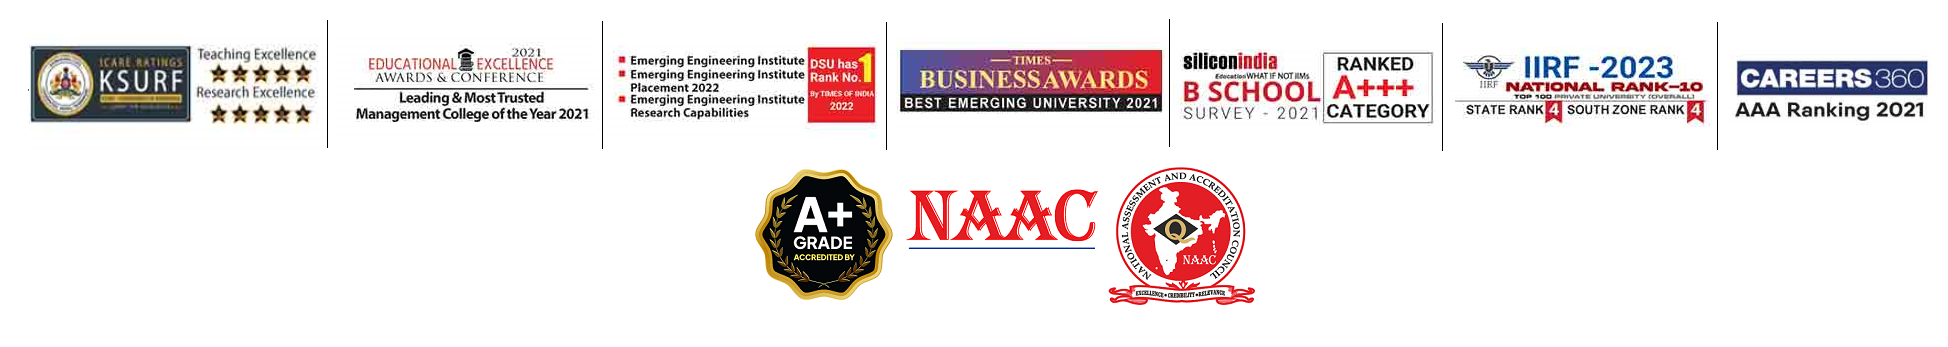 ICARE RATINGS
KSURF
Teaching Excellence
Research Excellence
EDUCATIONAL EXCELLENCE
2021
AWARDS & CONFERENCE
Leading & Most Trusted
Management College of the Year 2021
Emerging Engineering Institute
Emerging Engineering Institute
Placement 2022
Emerging Engineering Institute
Research Capabilities
DSU has
Rank No. 1
By TIMES OF INDIA
2022
TIMES
BUSINESS AWARDS
BEST EMERGING UNIVERSITY 2021
siliconindia
Education WHAT IF NOT IIMs
B SCHOOL
SURVEY - 2021
RANKED
A+++
CATEGORY
IIRF
IIRF -2023
NATIONAL RANK-10
TOP 100 PRIVATE UNIVERSITY (OVERALL)
STATE RANK 4 SOUTH ZONE RANK 4
CAREERS360
AAA Ranking 2021
A+
GRADE
ACCREDITED BY
NAAC
NATIONAL ASSESSMENT AND ACCREDITATION COUNCIL
Q
NAAC
EXCELLENCE • CREDIBILITY • RELEVANCE